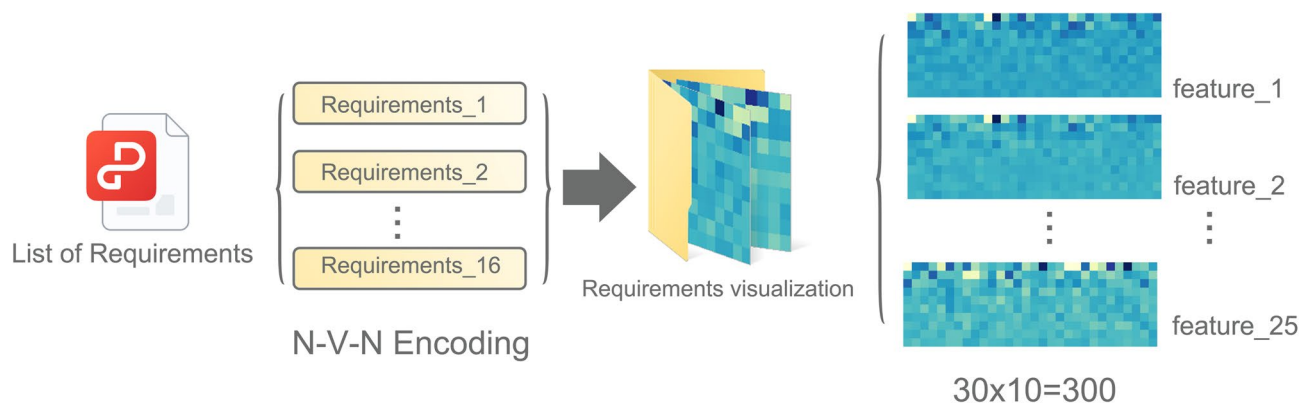 List of Requirements
Requirements_1
Requirements_2
Requirements_16
N-V-N Encoding
Requirements visualization
feature_1
feature_2
feature_25
30x10=300